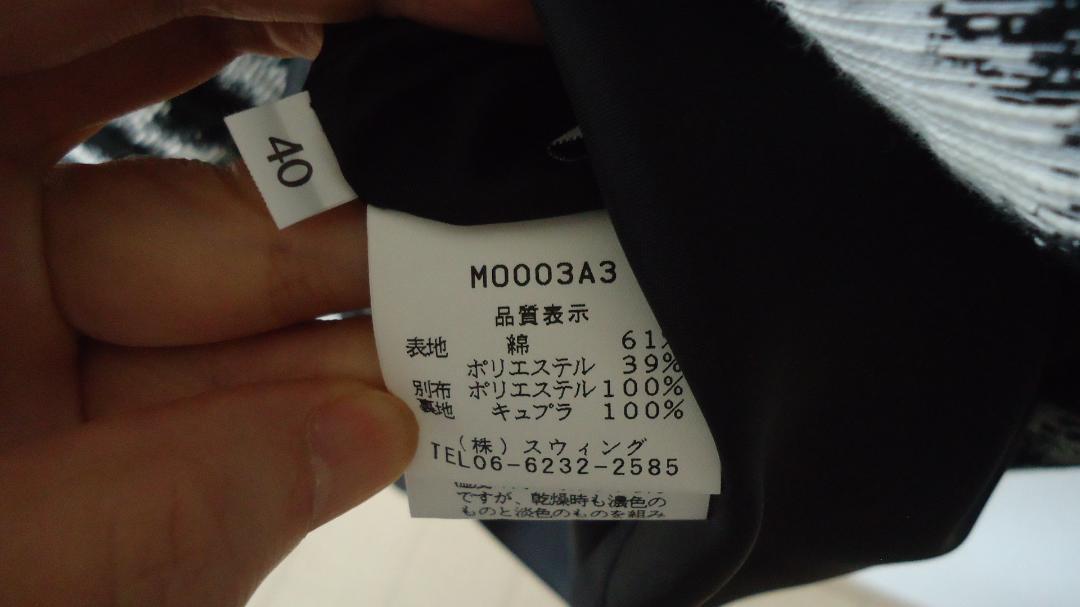 40
M0003A3
品質表示
表地 綿 61%
ポリエステル 39%
別布 ポリエステル 100%
裏地 キュプラ 100%
(株)スウィング
TEL06-6232-2585
ですが、乾燥時も濃色の
ものと淡色のものを組み